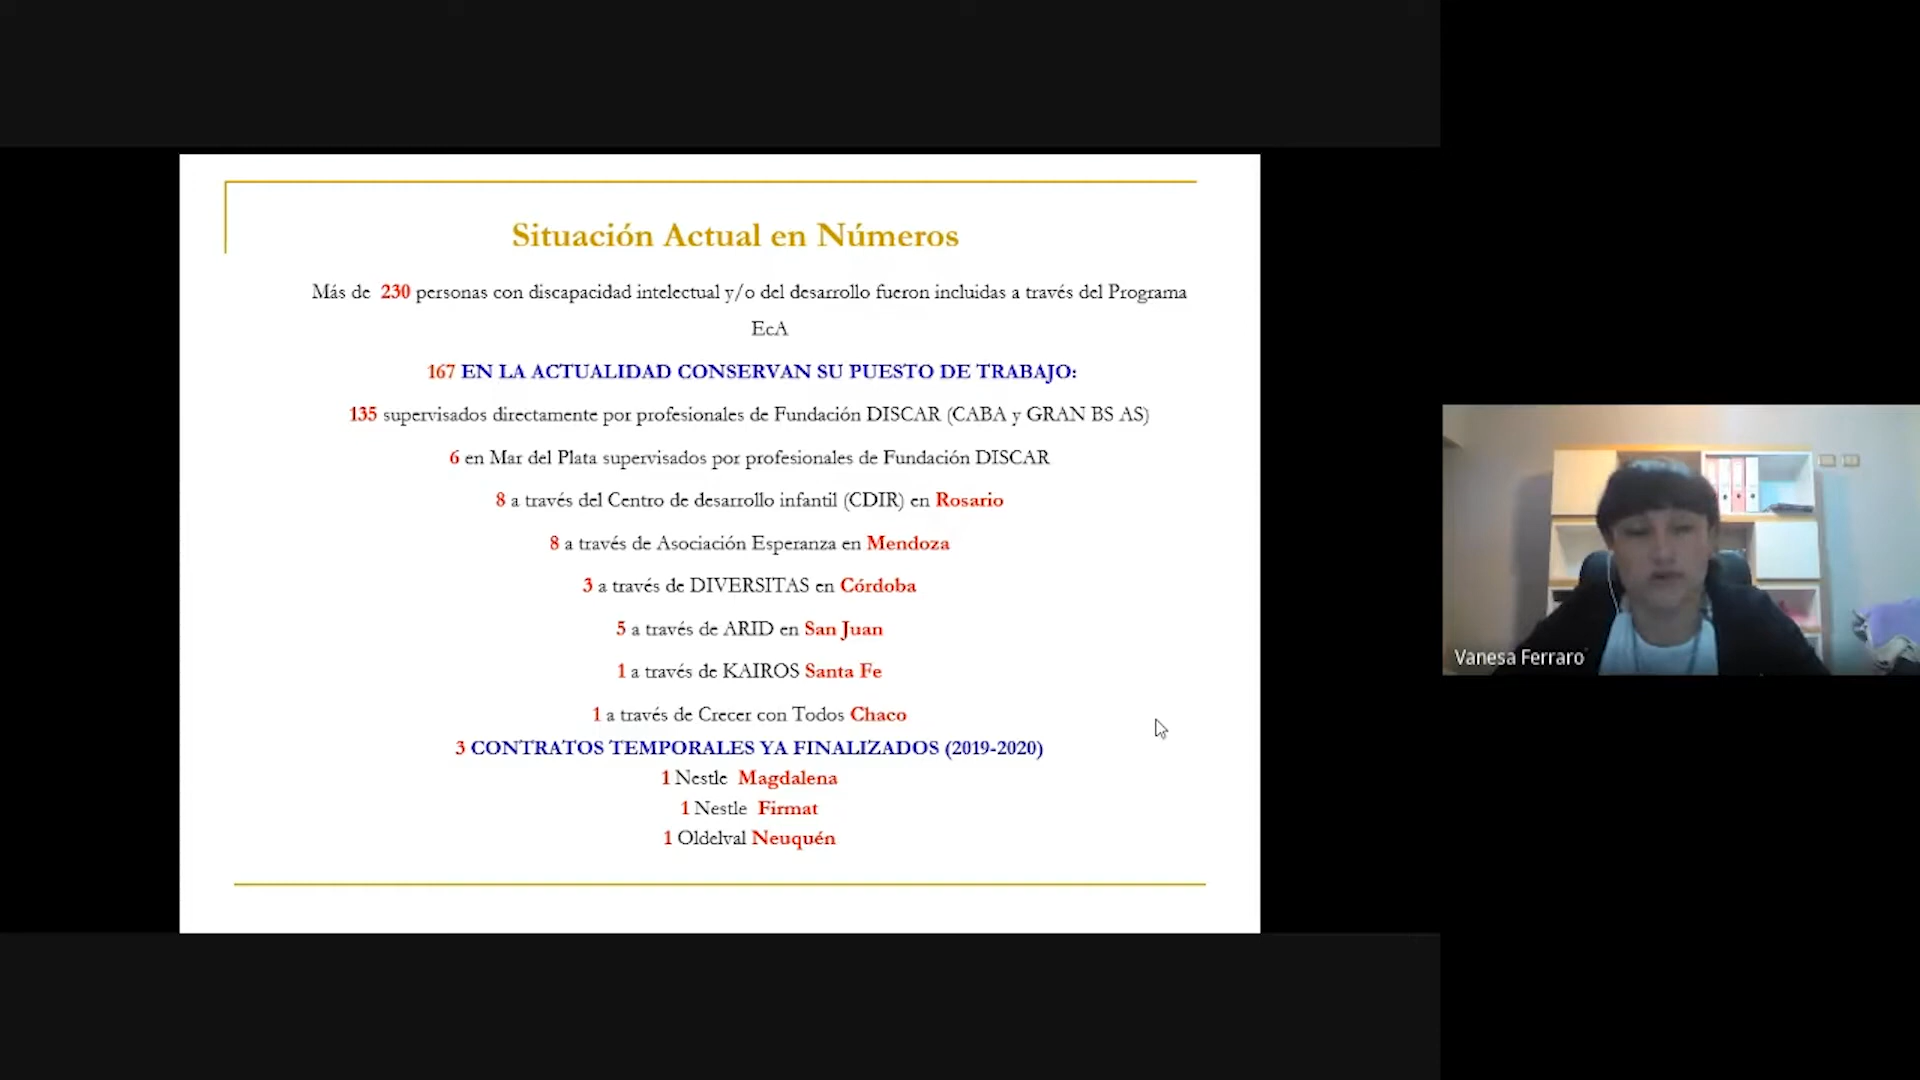 Situación Actual en Números
Más de 230 personas con discapacidad intelectual y/o del desarrollo fueron incluidas a través del Programa
EcA
167 EN LA ACTUALIDAD CONSERVAN SU PUESTO DE TRABAJO:
135 supervisados directamente por profesionales de Fundación DISCAR (CABA y GRAN BS AS)
6 en Mar del Plata supervisados por profesionales de Fundación DISCAR
8 a través del Centro de desarrollo infantil (CDIR) en Rosario
8 a través de Asociación Esperanza en Mendoza
3 a través de DIVERSITAS en Córdoba
5 a través de ARID en San Juan
1 a través de KAIROS Santa Fe
1 a través de Crecer con Todos Chaco
3 CONTRATOS TEMPORALES YA FINALIZADOS (2019-2020)
1 Nestle Magdalena
1 Nestle Firmat
1 Oldelval Neuquén
Vanesa Ferraro